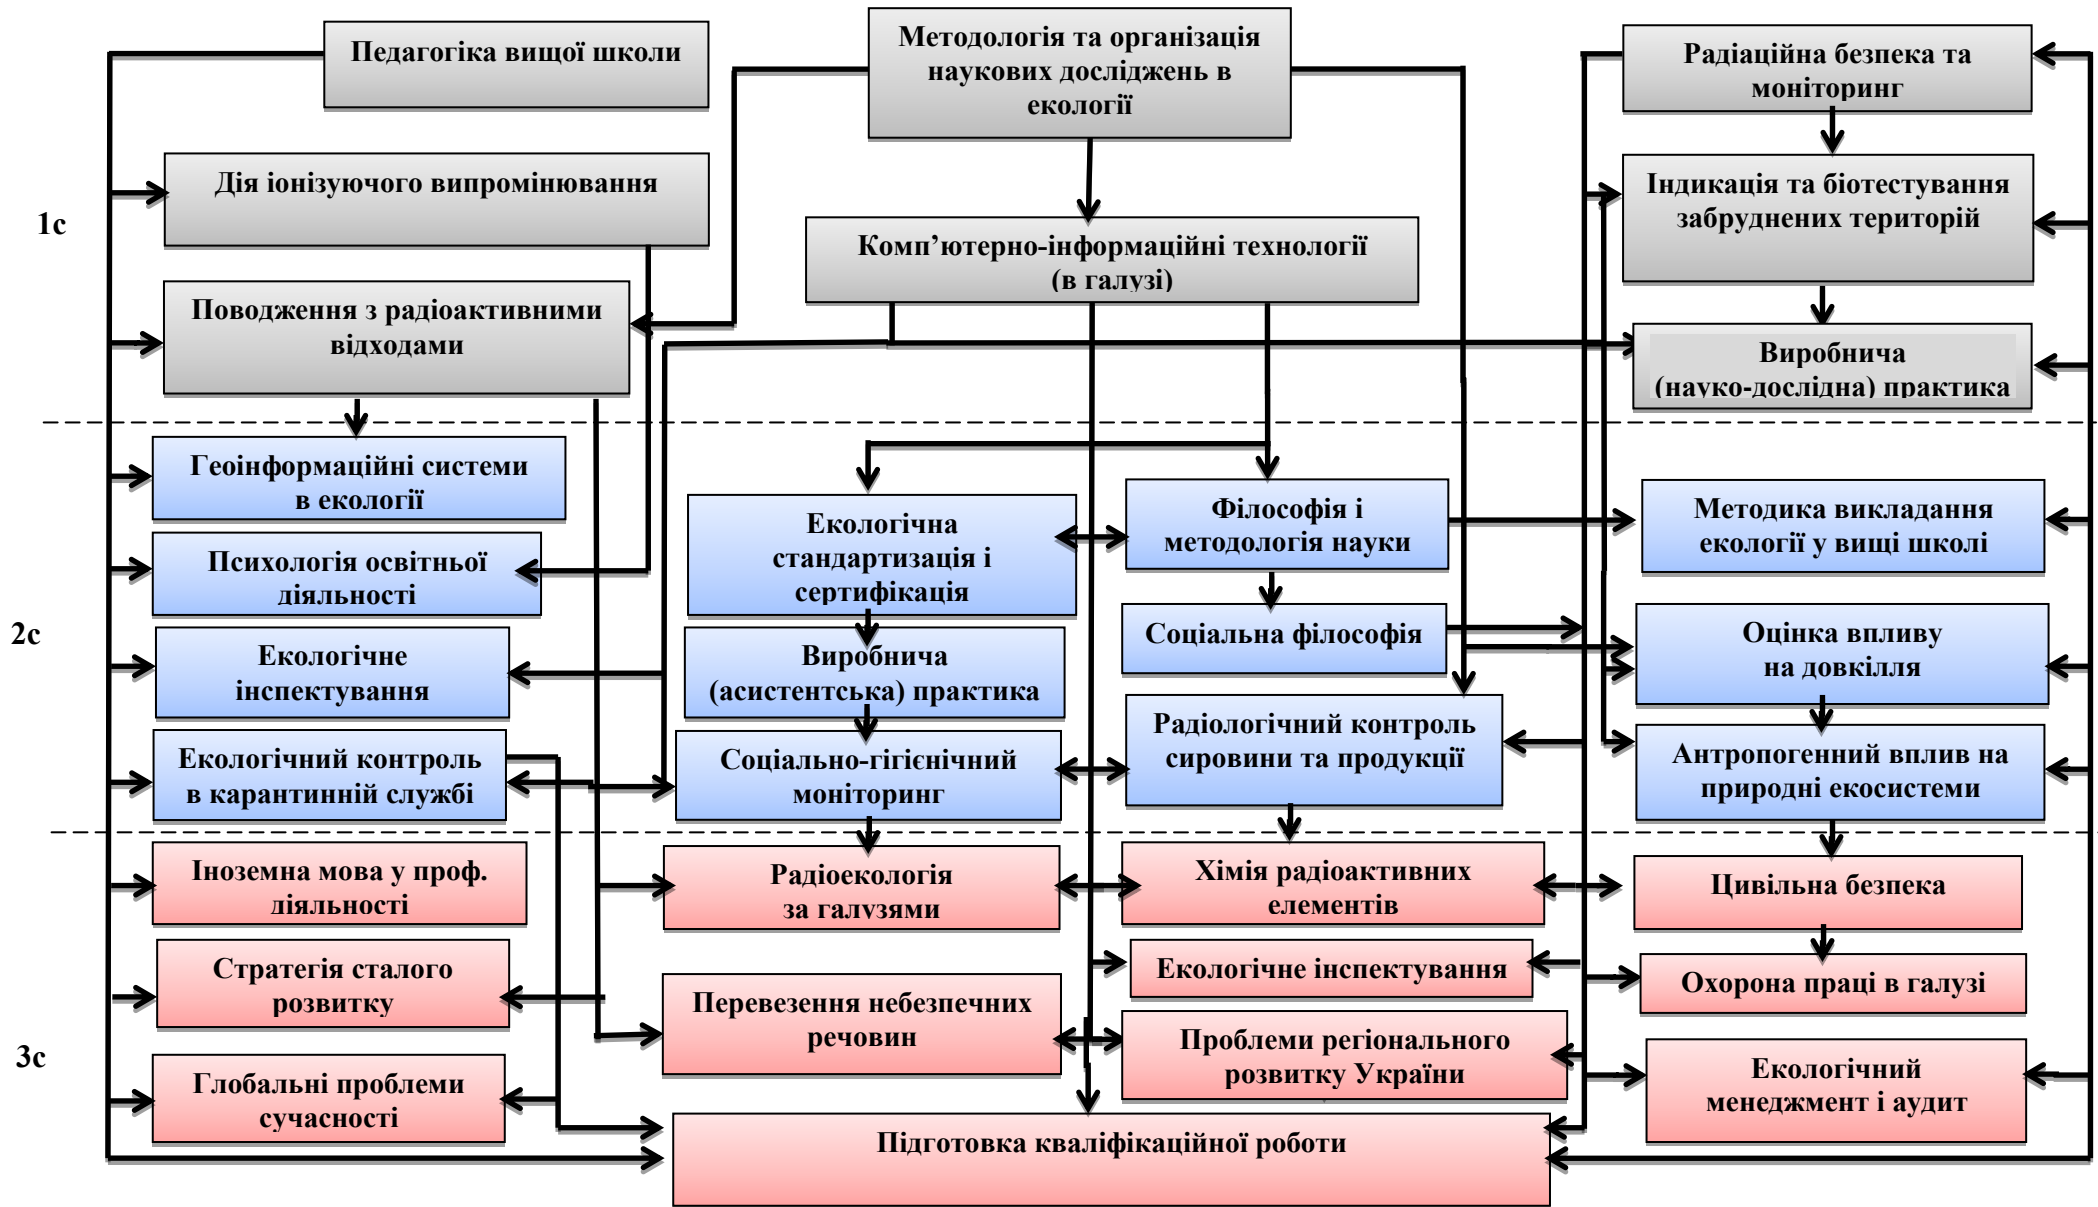 Педагогіка вищої школи
Методологія та організація
наукових досліджень в
екології
Радіаційна безпека та
моніторинг
1с
Дія іонізуючого випромінювання
Індикація та біотестування
забруднених територій
Комп’ютерно-інформаційні технології
(в галузі)
Поводження з радіоактивними
відходами
Виробнича
(науко-дослідна) практика
2с
Геоінформаційні системи
в екології
Екологічна
стандартизація і
сертифікація
Філософія і
методологія науки
Методика викладання
екології у вищі школі
Психологія освітньої
діяльності
Соціальна філософія
Оцінка впливу
на довкілля
Екологічне
інспектування
Виробнича
(асистентська) практика
Радіологічний контроль
сировини та продукції
Екологічний контроль
в карантинній службі
Соціально-гігієнічний
моніторинг
Антропогенний вплив на
природні екосистеми
3с
Іноземна мова у проф.
діяльності
Радіоекологія
за галузями
Хімія радіоактивних
елементів
Цивільна безпека
Стратегія сталого
розвитку
Перевезення небезпечних
речовин
Екологічне інспектування
Охорона праці в галузі
Проблеми регіонального
розвитку України
Глобальні проблеми
сучасності
Екологічний
менеджмент і аудит
Підготовка кваліфікаційної роботи